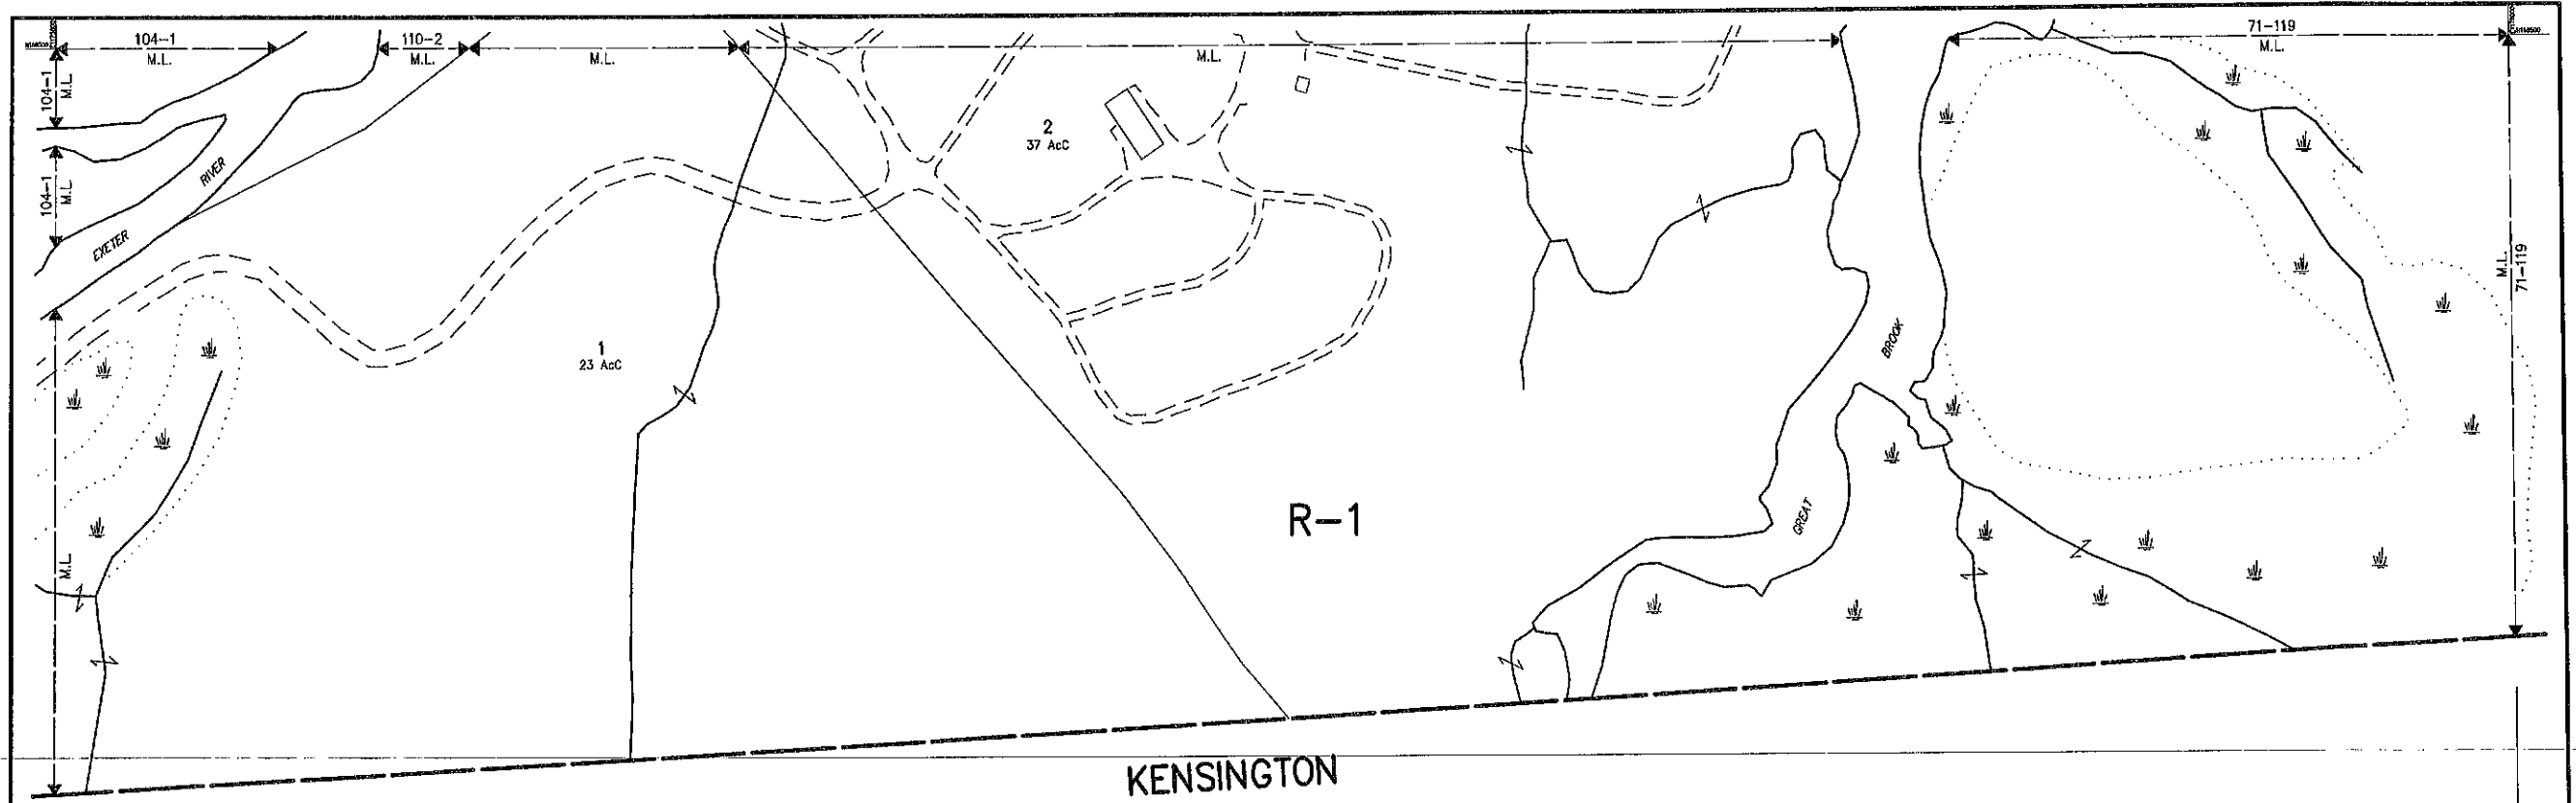 104-1
M.L.
110-2
M.L.
M.L.
M.L.
71-119
M.L.
104-1
M.L.
104-1
M.L.
RIVER
EXETER
2
37 AcC
M.L.
71-119
1
23 AcC
BROOK
GREAT
R-1
M.L.
KENSINGTON